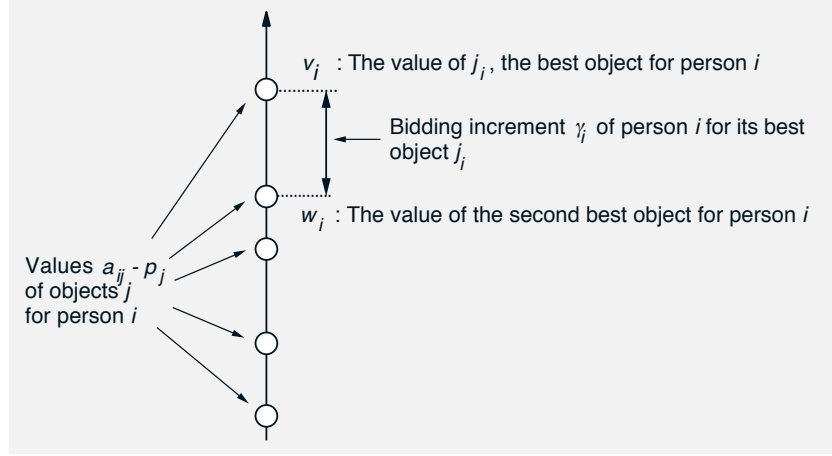 v_i : The value of j_i, the best object for person i
Bidding increment γ_i of person i for its best
object j_i
w_i : The value of the second best object for person i
Values a_ij - p_j
of objects j
for person i